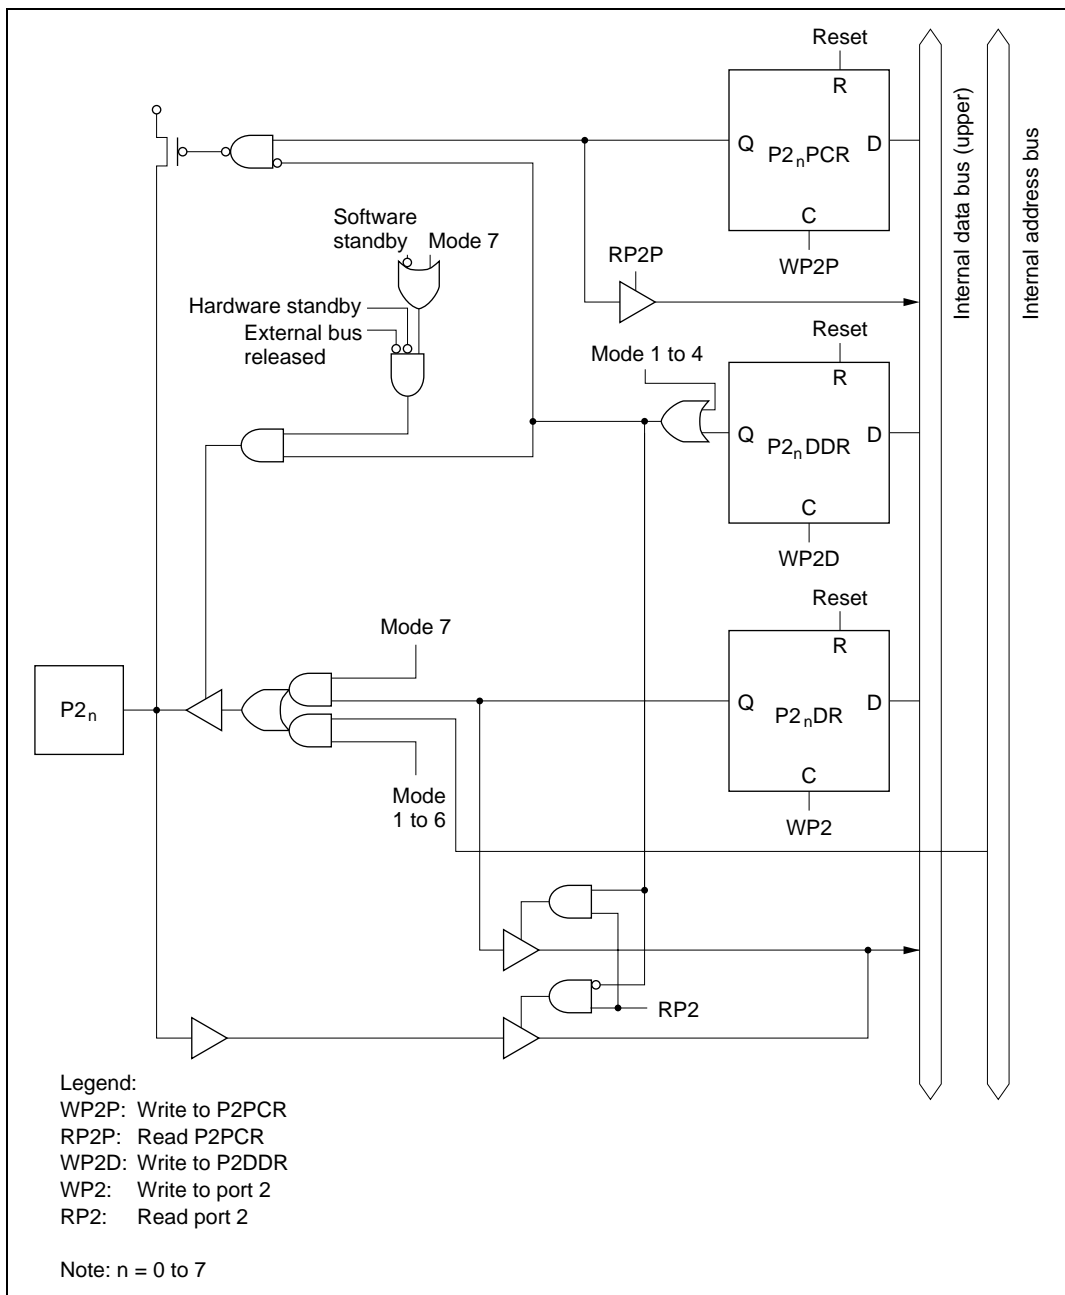 Reset
R
Q
P2nPCR
D
C
WP2P
Internal data bus (upper)
Internal address bus
Software
standby
Mode 7
RP2P
Hardware standby
External bus
released
Reset
Mode 1 to 4
R
Q
P2nDDR
D
C
WP2D
Reset
Mode 7
R
P2n
Q
P2nDR
D
C
Mode
1 to 6
WP2
RP2
Legend:
WP2P: Write to P2PCR
RP2P: Read P2PCR
WP2D: Write to P2DDR
WP2: Write to port 2
RP2: Read port 2
Note: n = 0 to 7